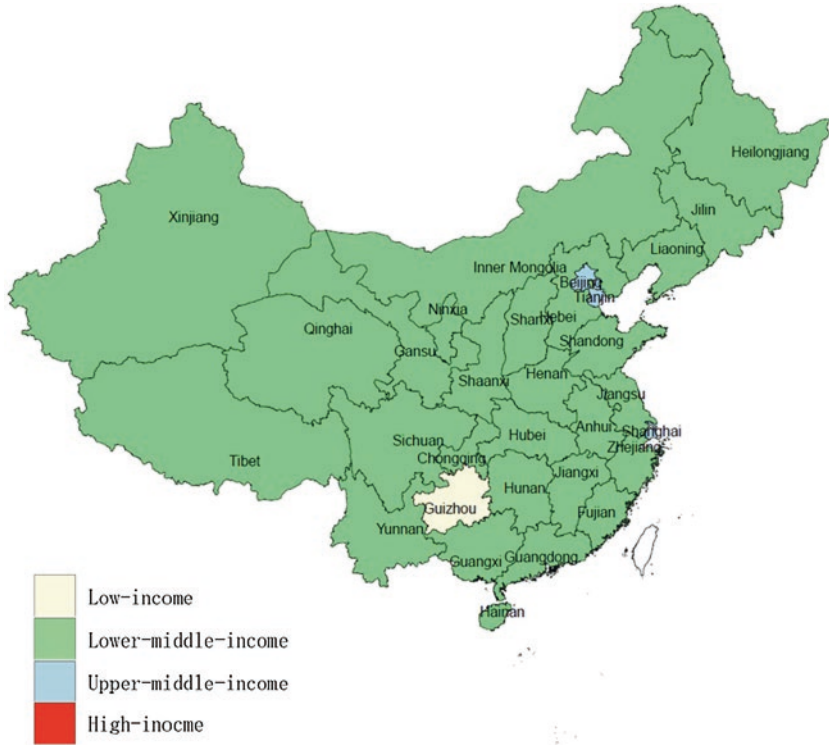 Heilongjiang
Jilin
Xinjiang
Liaoning
Inner Mongolia
Beijing
Tianjin
Ninxia
Hebei
Shanxi
Qinghai
Shandong
Gansu
Henan
Shaanxi
Jiangsu
Anhui
Shanghai
Hubei
Sichuan
Zhejiang
Chongqing
Tibet
Jiangxi
Hunan
Guizhou
Fujian
Yunnan
Guangdong
Guangxi
Hainan
Low-income
Lower-middle-income
Upper-middle-income
High-inocme